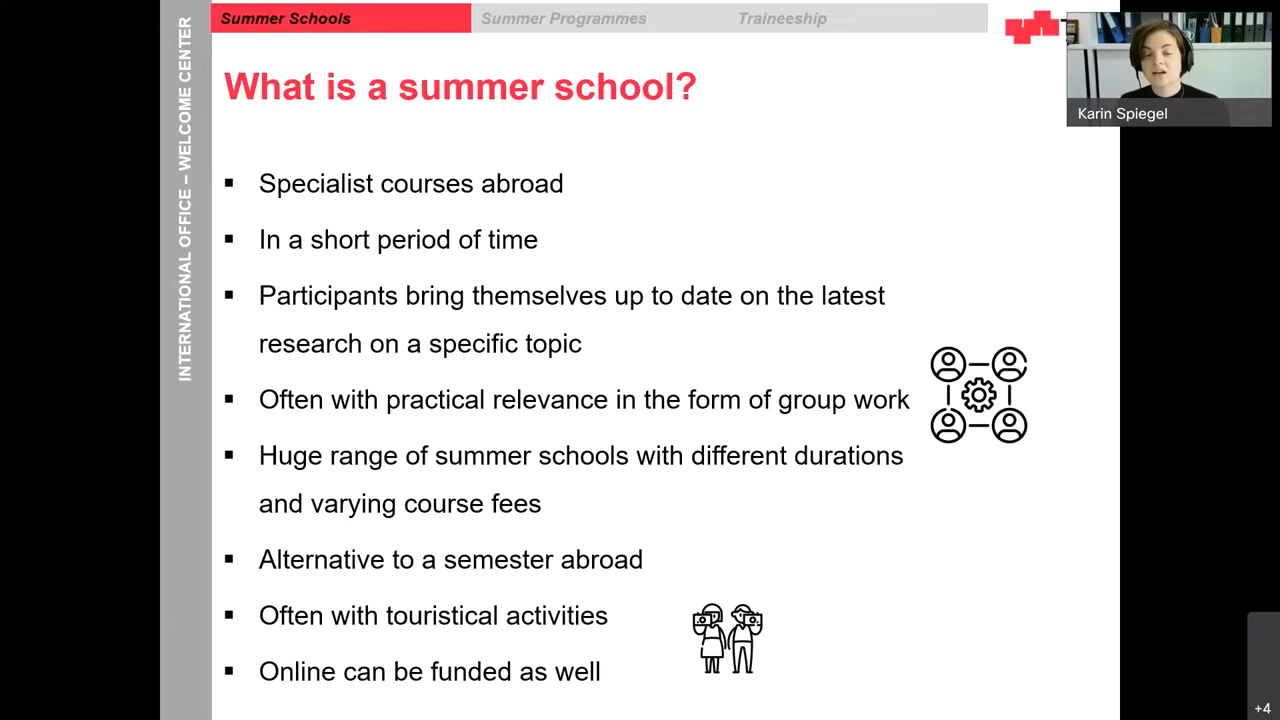 Summer Schools
Summer Programmes
Traineeship
INTERNATIONAL OFFICE – WELCOME CENTER
Karin Spiegel
What is a summer school?
Specialist courses abroad
In a short period of time
Participants bring themselves up to date on the latest
research on a specific topic
Often with practical relevance in the form of group work
Huge range of summer schools with different durations
and varying course fees
Alternative to a semester abroad
Often with touristical activities
Online can be funded as well
+4